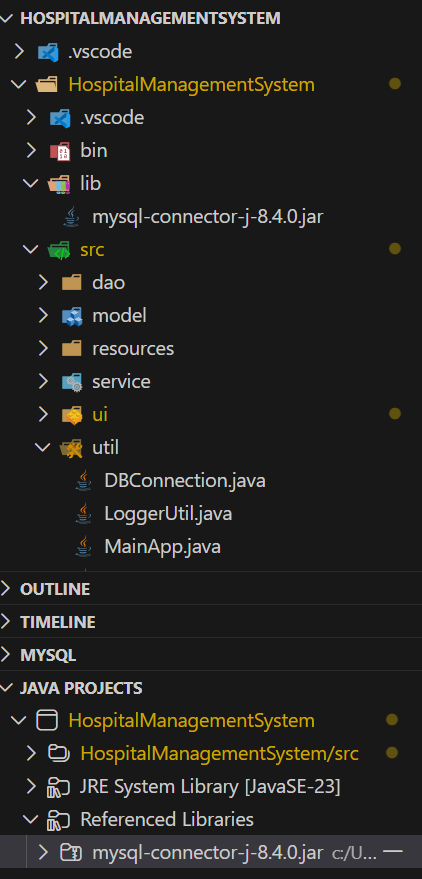 HOSPITALMANAGEMENTSYSTEM
.vscode
HospitalManagementSystem
.vscode
bin
lib
mysql-connector-j-8.4.0.jar
src
dao
model
resources
service
ui
util
DBConnection.java
LoggerUtil.java
MainApp.java
OUTLINE
TIMELINE
MYSQL
JAVA PROJECTS
HospitalManagementSystem
HospitalManagementSystem/src
JRE System Library [JavaSE-23]
Referenced Libraries
mysql-connector-j-8.4.0.jar c:/U...